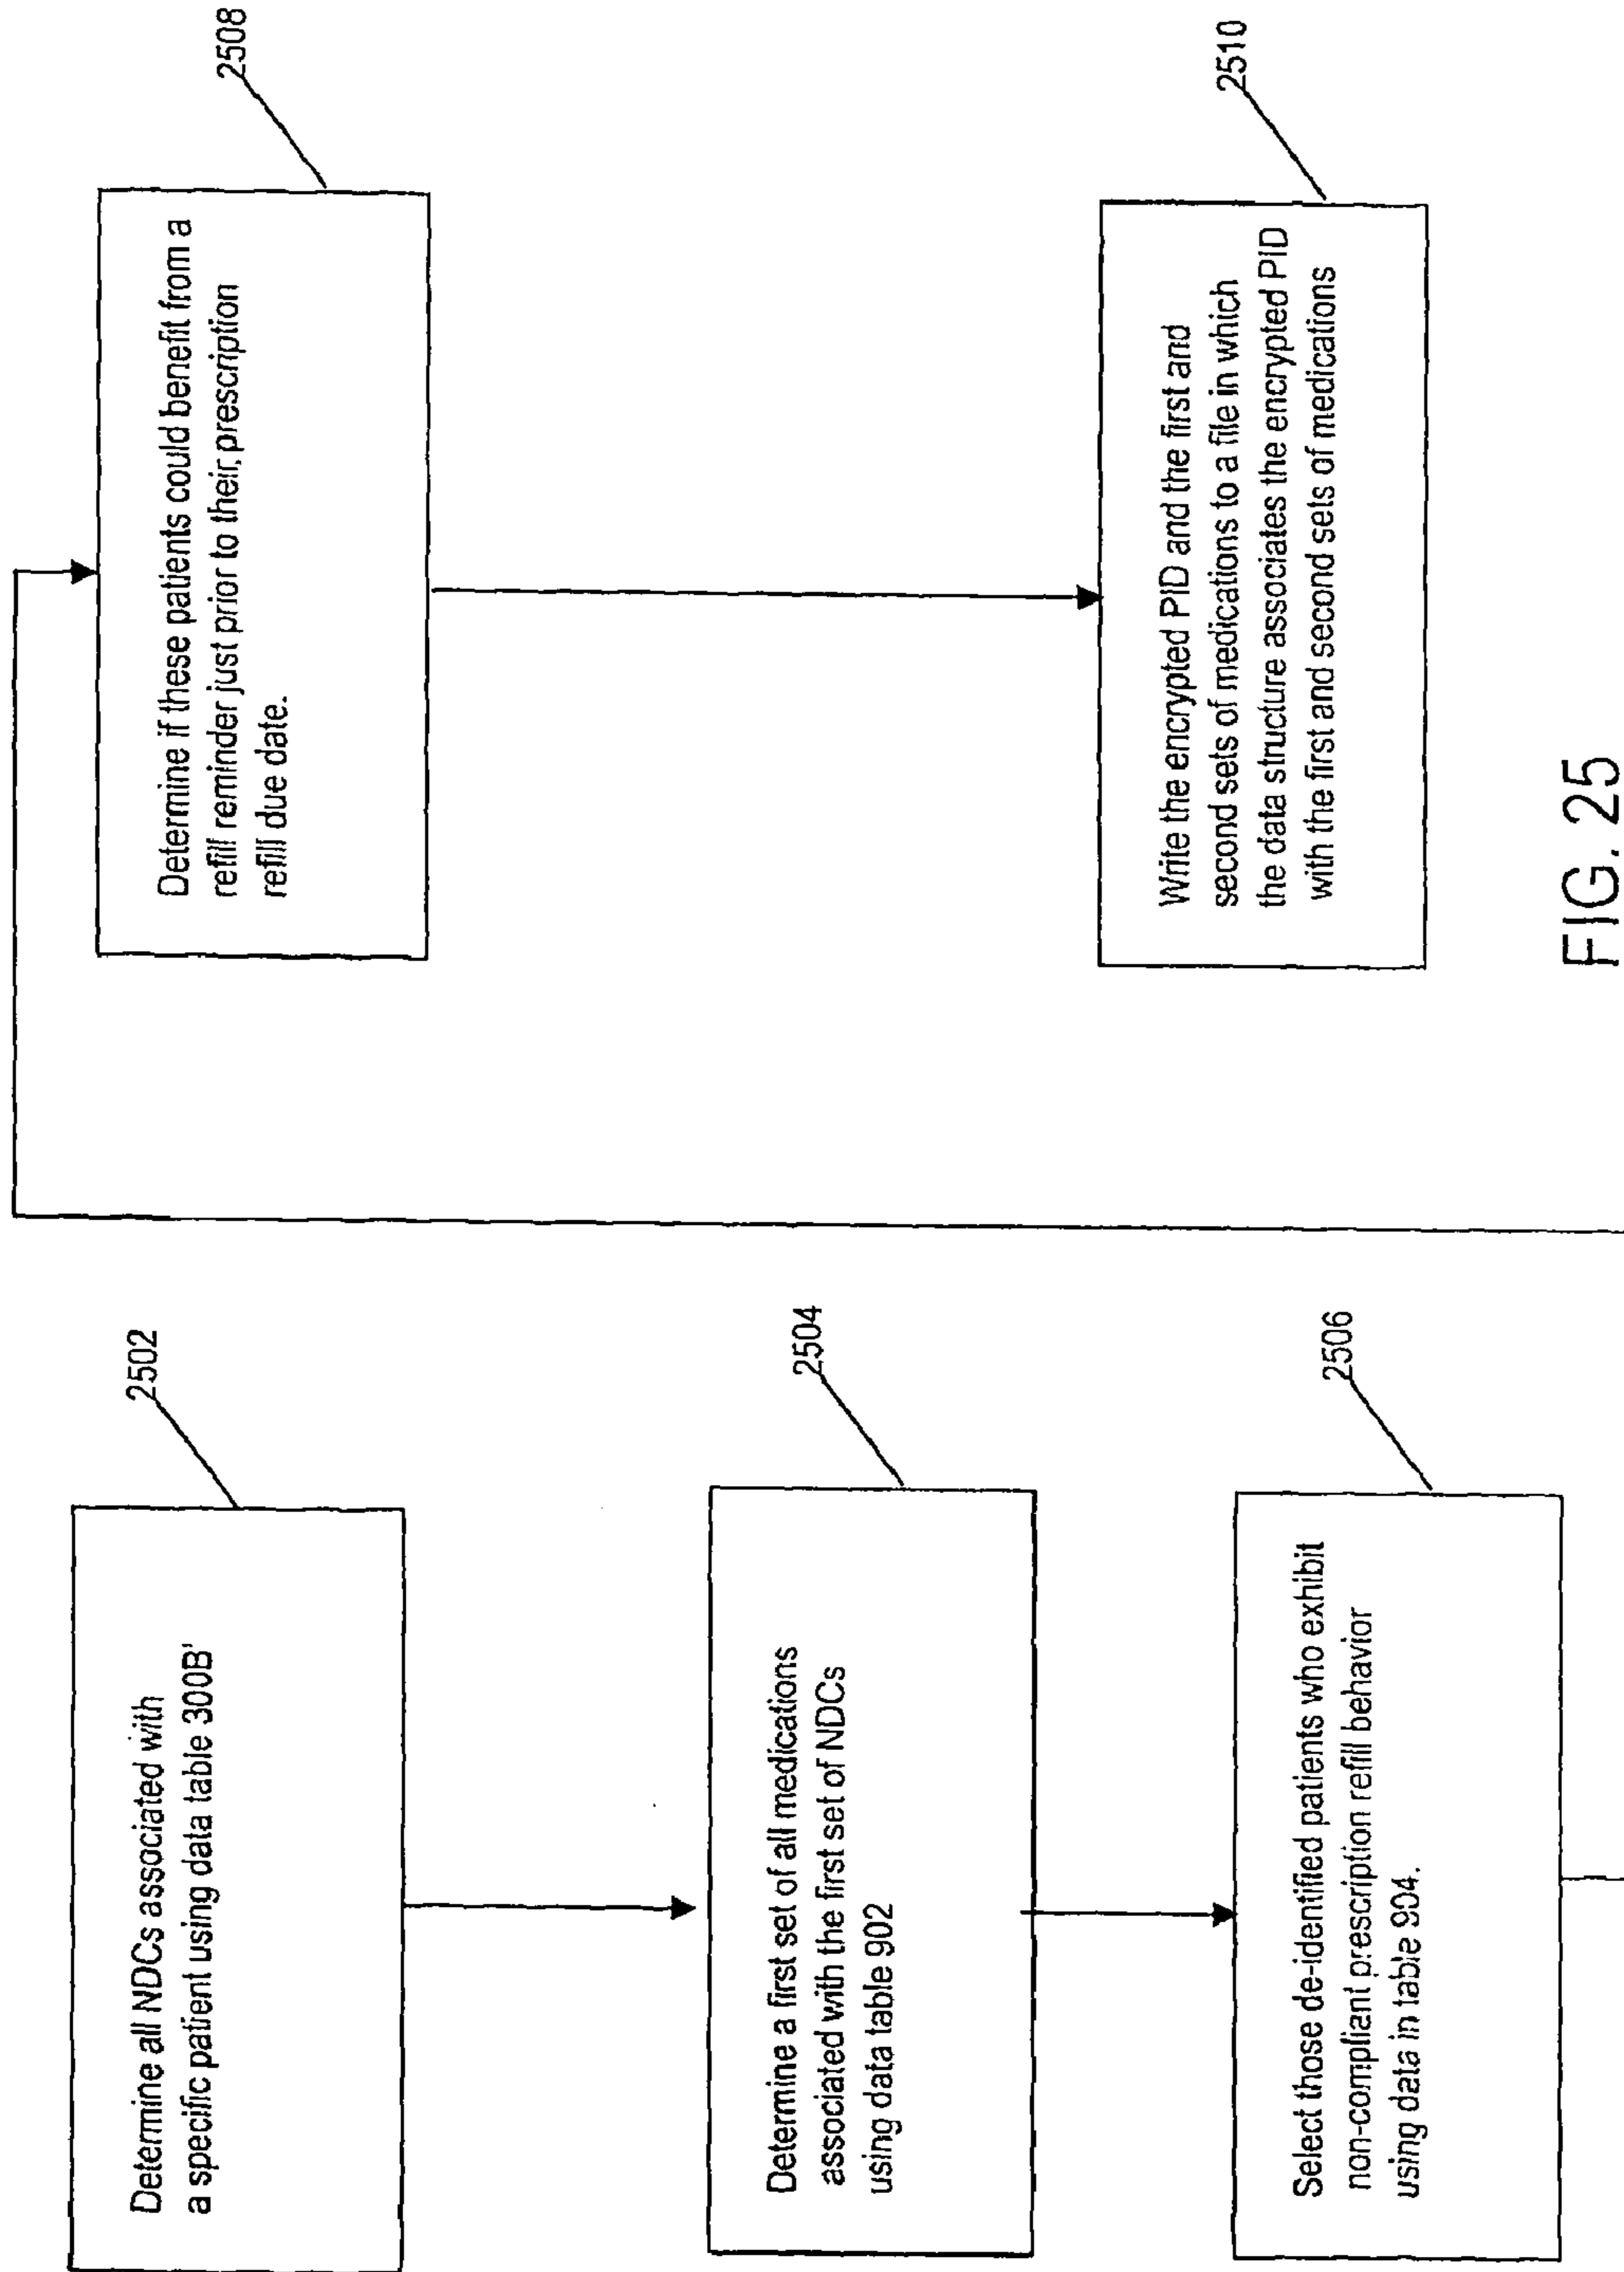 2502
Determine all NDCs associated with
a specific patient using data table 300B'
2504
Determine a first set of all medications
associated with the first set of NDCs
using data table 902
2506
Select those de-identified patients who exhibit
non-compliant prescription refill behavior
using data in table 904.
2508
Determine if these patients could benefit from a
refill reminder just prior to their, prescription
refill due date.
2510
Write the encrypted PID and the first and
second sets of medications to a file in which
the data structure associates the encrypted PID
with the first and second sets of medications
FIG. 25